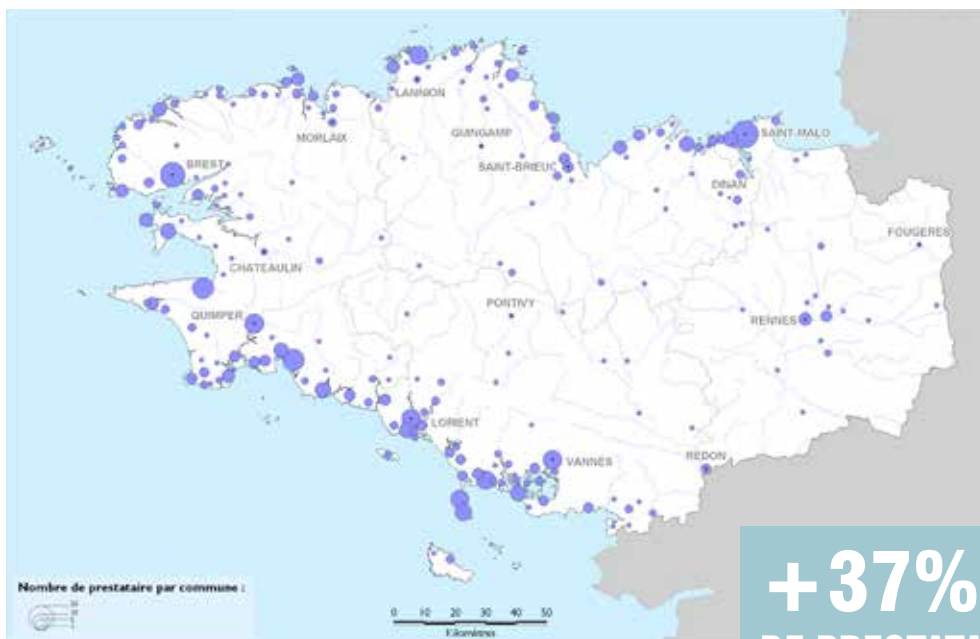 LANNION
MORLAIX
GUINGAMP
SAINT-MALO
BREST
SAINT-BRIEUC
DINAN
FOUGERES
CHATEAULIN
PONTIVY
QUIMPER
RENNES
LORIENT
VANNES
REDON
Nombre de prestataire par commune :
0 10 20 30 40 50
Kilomètres
+37%